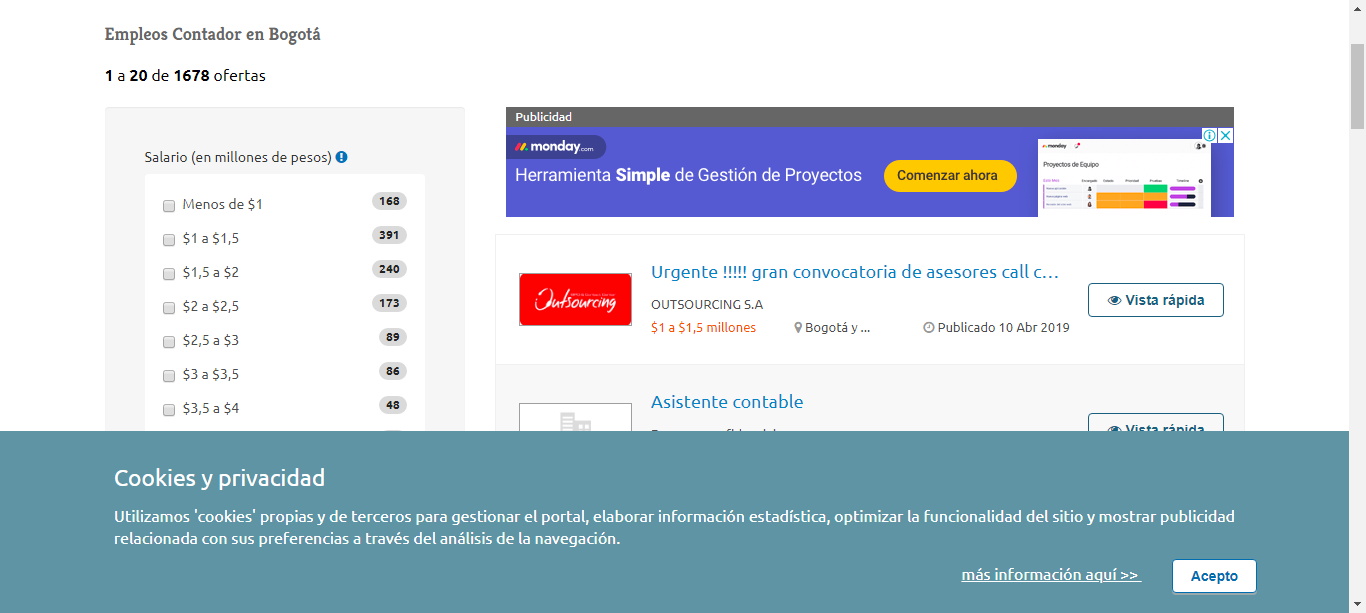 Empleos Contador en Bogotá
1 a 20 de 1678 ofertas
Salario (en millones de pesos)
Menos de $1 168
$1 a $1,5 391
$1,5 a $2 240
$2 a $2,5 173
$2,5 a $3 89
$3 a $3,5 86
$3,5 a $4 48
Publicidad
monday.com
Herramienta Simple de Gestión de Proyectos
Comenzar ahora
monday
Proyectos de Equipo
Urgente !!!!! gran convocatoria de asesores call c...
Outsourcing
OUTSOURCING S.A
Vista rápida
$1 a $1,5 millones
Bogotá y ...
Publicado 10 Abr 2019
Asistente contable
Vista rápida
Cookies y privacidad
Utilizamos 'cookies' propias y de terceros para gestionar el portal, elaborar información estadística, optimizar la funcionalidad del sitio y mostrar publicidad
relacionada con sus preferencias a través del análisis de la navegación.
más información aquí >>
Acepto